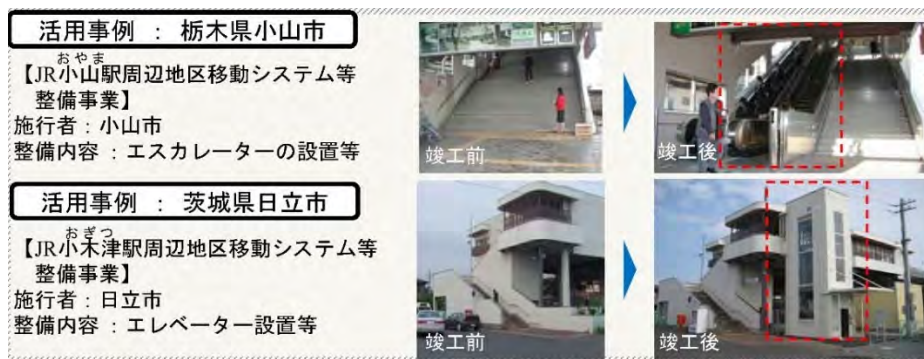 活用事例 : 栃木県小山市
おやま
【JR小山駅周辺地区移動システム等
整備事業】
施行者:小山市
整備内容 : エスカレーターの設置等
竣工前
竣工後
活用事例 : 茨城県日立市
おぎつ
【JR小木津駅周辺地区移動システム等
整備事業】
施行者:日立市
整備内容 : エレベーター設置等
竣工前
竣工後